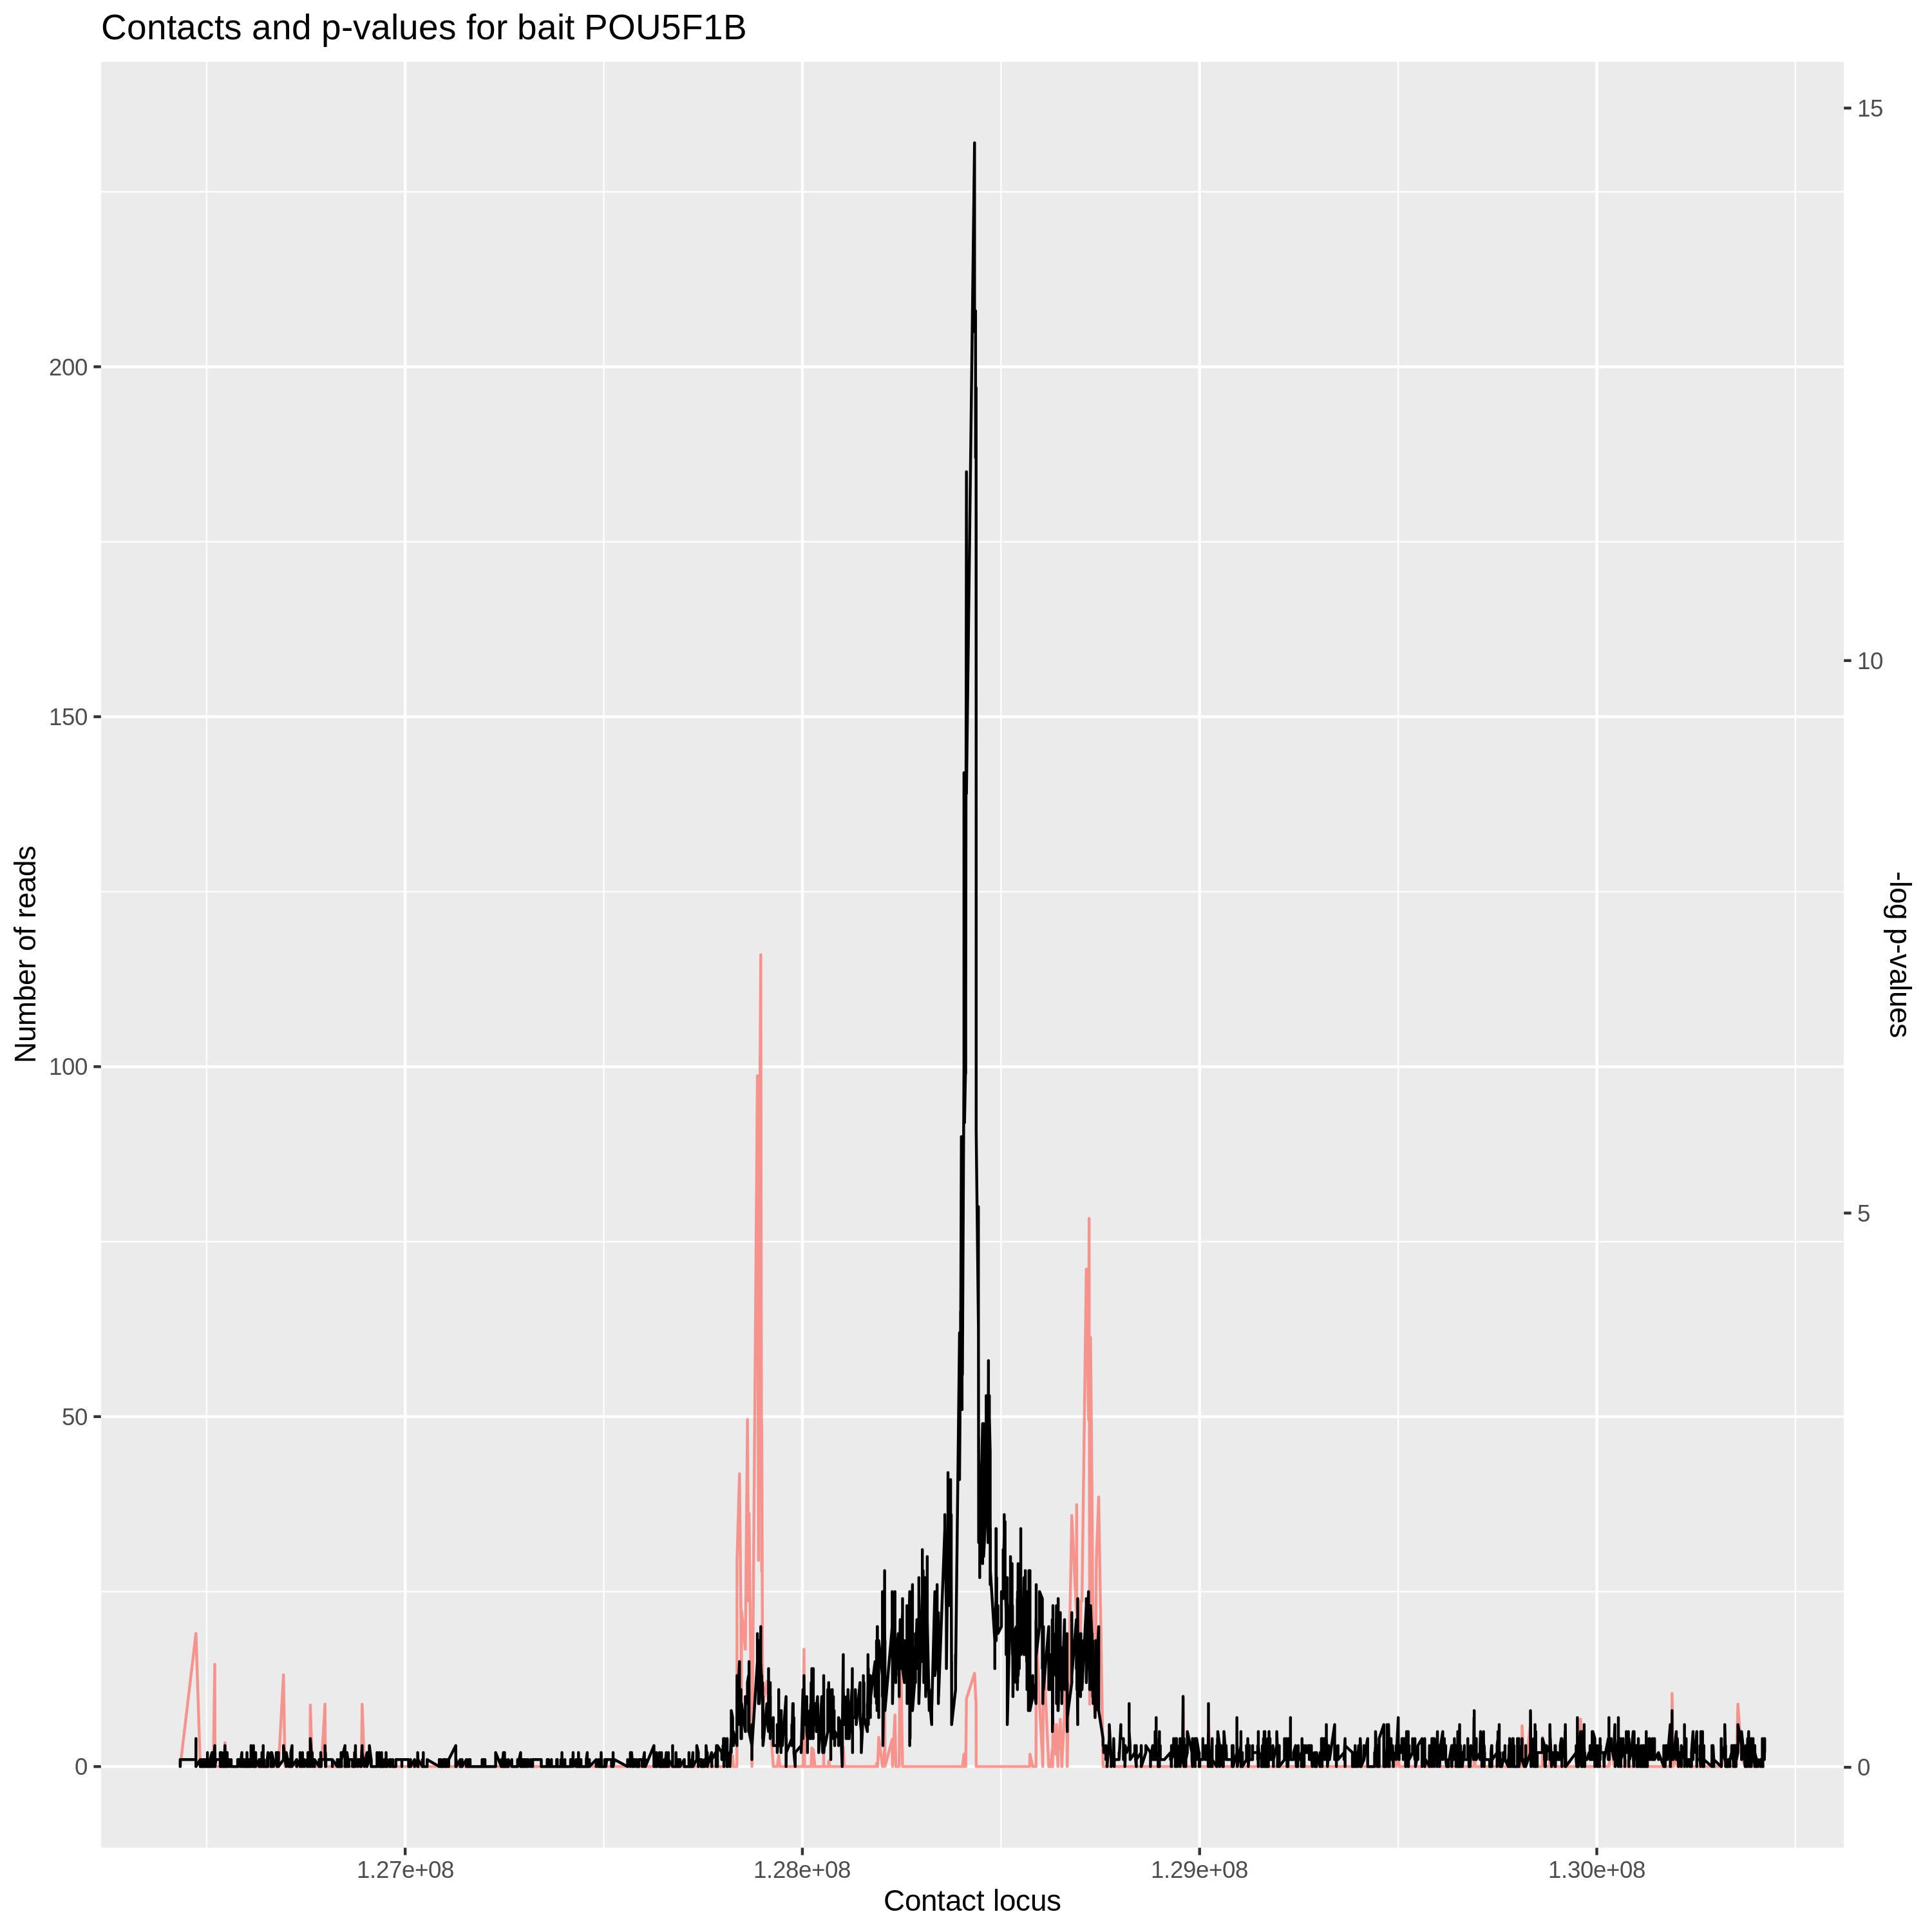 Contacts and p-values for bait POU5F1B
15
200
10
150
Number of reads
-log p-values
100
5
50
0
0
1.27e+08
1.28e+08
1.29e+08
1.30e+08
Contact locus